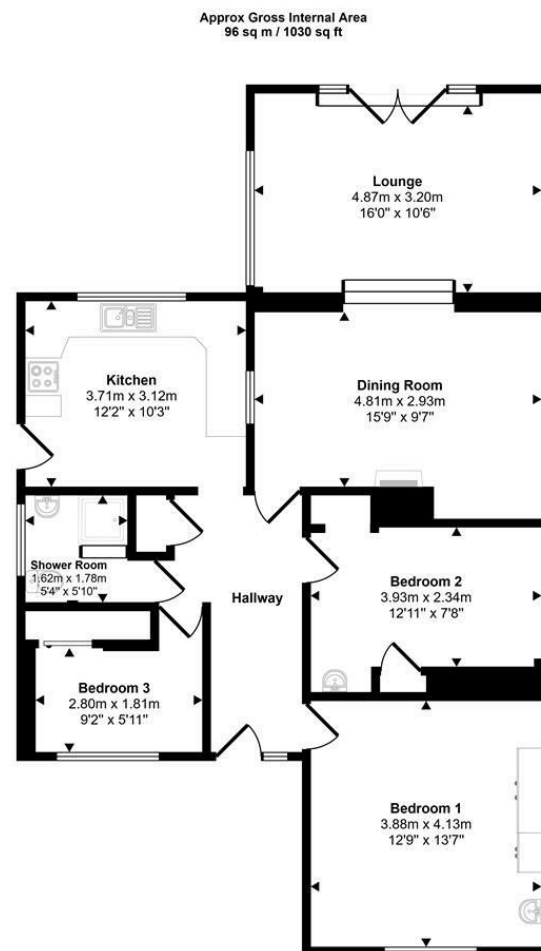 Approx Gross Internal Area
96 sq m / 1030 sq ft
Lounge
4.87m x 3.20m
16'0" x 10'6"
Kitchen
3.71m x 3.12m
12'2" x 10'3"
Dining Room
4.81m x 2.93m
15'9" x 9'7"
Shower Room
1.62m x 1.78m
5'4" x 5'10"
Hallway
Bedroom 2
3.93m x 2.34m
12'11" x 7'8"
Bedroom 3
2.80m x 1.81m
9'2" x 5'11"
Bedroom 1
3.88m x 4.13m
12'9" x 13'7"